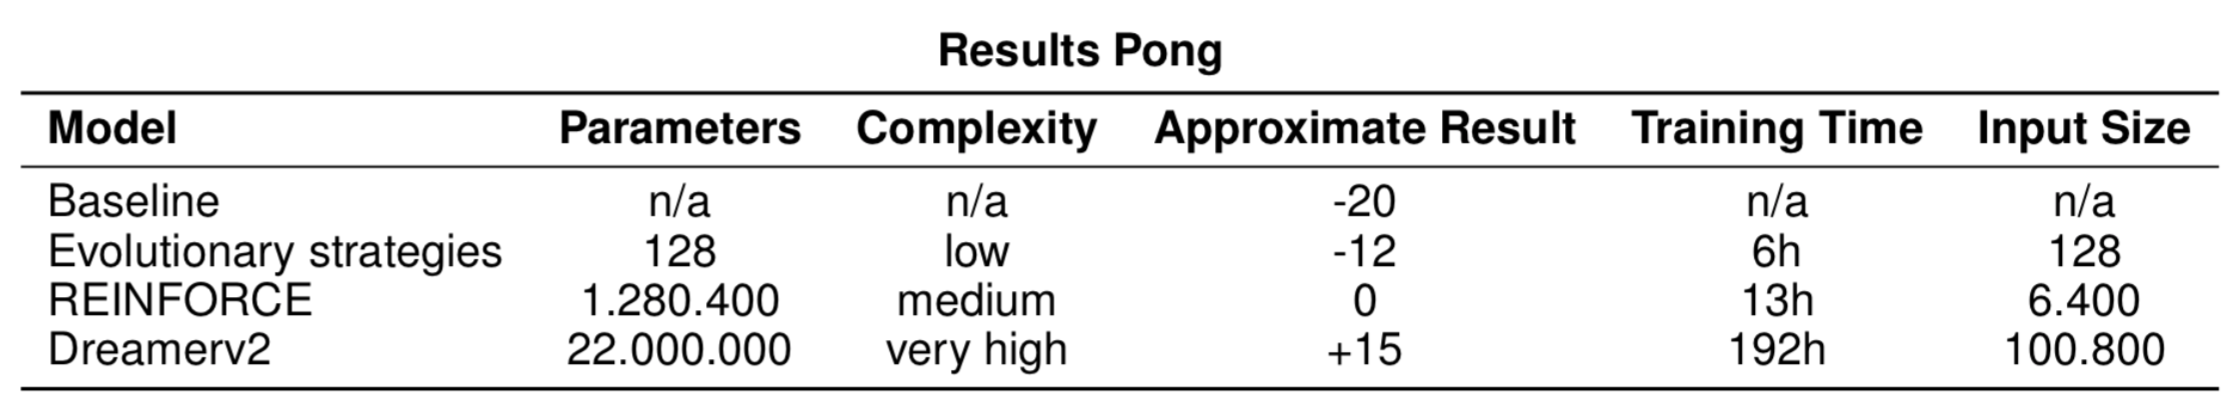 Results Pong
Model Parameters Complexity Approximate Result Training Time Input Size
Baseline n/a n/a -20 n/a n/a
Evolutionary strategies 128 low -12 6h 128
REINFORCE 1.280.400 medium 0 13h 6.400
Dreamerv2 22.000.000 very high +15 192h 100.800